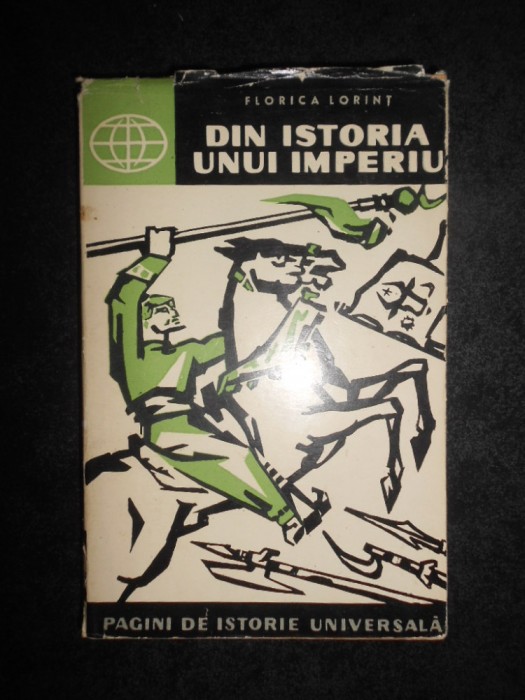 FLORICA LORINȚ
DIN ISTORIA
UNUI IMPERIU
PAGINI DE ISTORIE UNIVERSALĂ